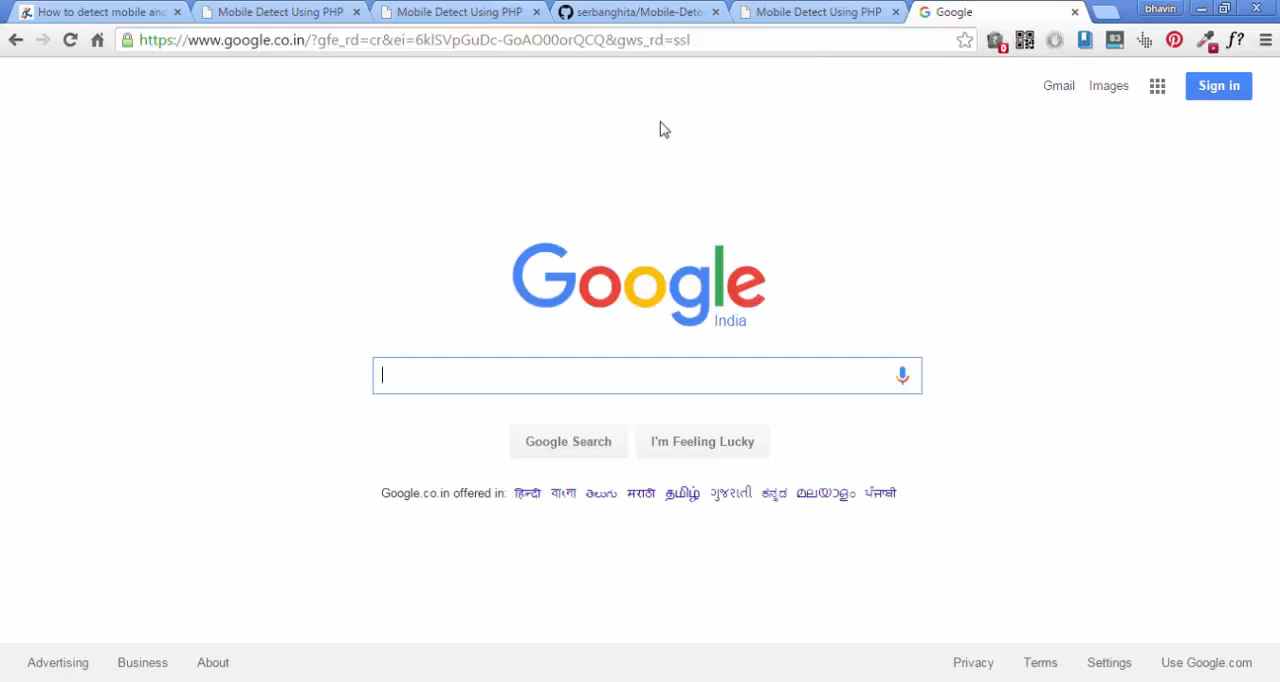 How to detect mobile and
Mobile Detect Using PHP
Mobile Detect Using PHP
serbanghita/Mobile-Dete
Mobile Detect Using PHP
Google
bhavin
https://www.google.co.in/?gfe_rd=cr&ei=6klSVpGuDc-GoAO00orQCQ&gws_rd=ssl
0
83
f?
Gmail Images Sign in
Google
India
Google Search I'm Feeling Lucky
Google.co.in offered in: हिन्दी বাংলা తెలుగు मराठी தமிழ் ગુજરાતી ಕನ್ನಡ മലയാളം ਪੰਜਾਬੀ
Advertising Business About Privacy Terms Settings Use Google.com